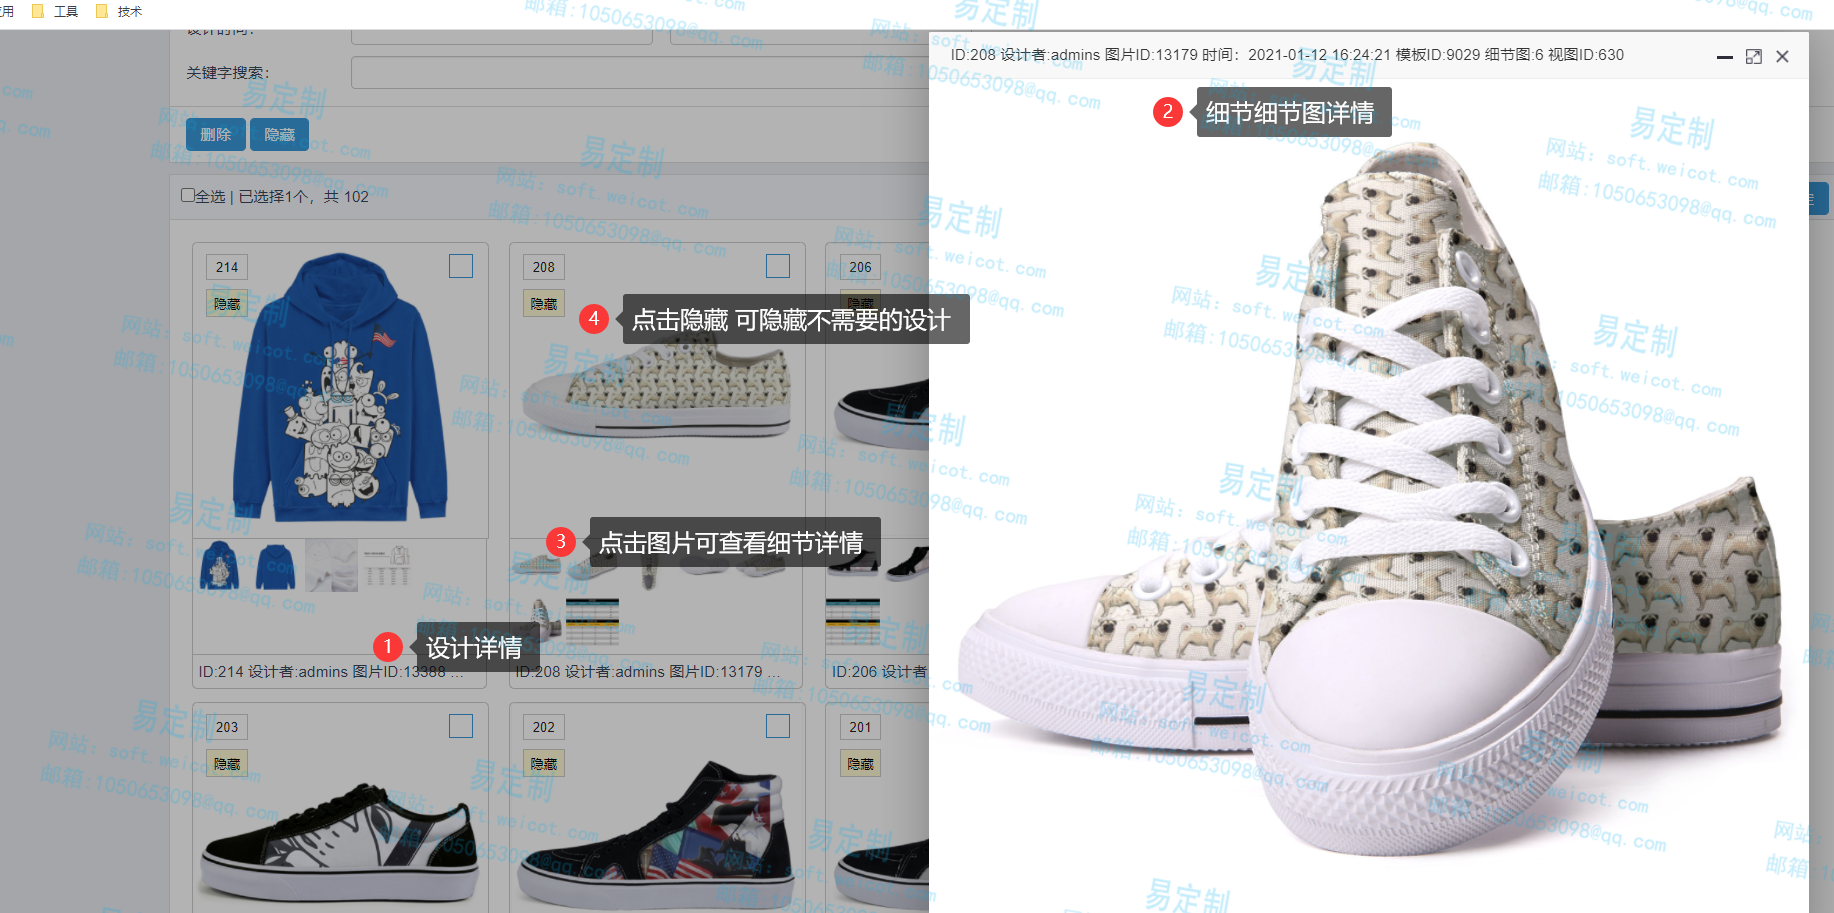 应用 工具 技术
设计时间:
关键字搜索:
删除 隐藏
全选 | 已选择1个，共 102
ID:208 设计者:admins 图片ID:13179 时间：2021-01-12 16:24:21 模板ID:9029 细节图:6 视图ID:630
2 细节细节图详情
214
隐藏
208
隐藏
206
隐藏
4 点击隐藏 可隐藏不需要的设计
3 点击图片可查看细节详情
1 设计详情
ID:214 设计者:admins 图片ID:13388 ...
ID:208 设计者:admins 图片ID:13179 ...
ID:206 设计者
203
隐藏
202
隐藏
201
隐藏
易定制
网站：soft.weicot.com
邮箱:1050653098@qq.com